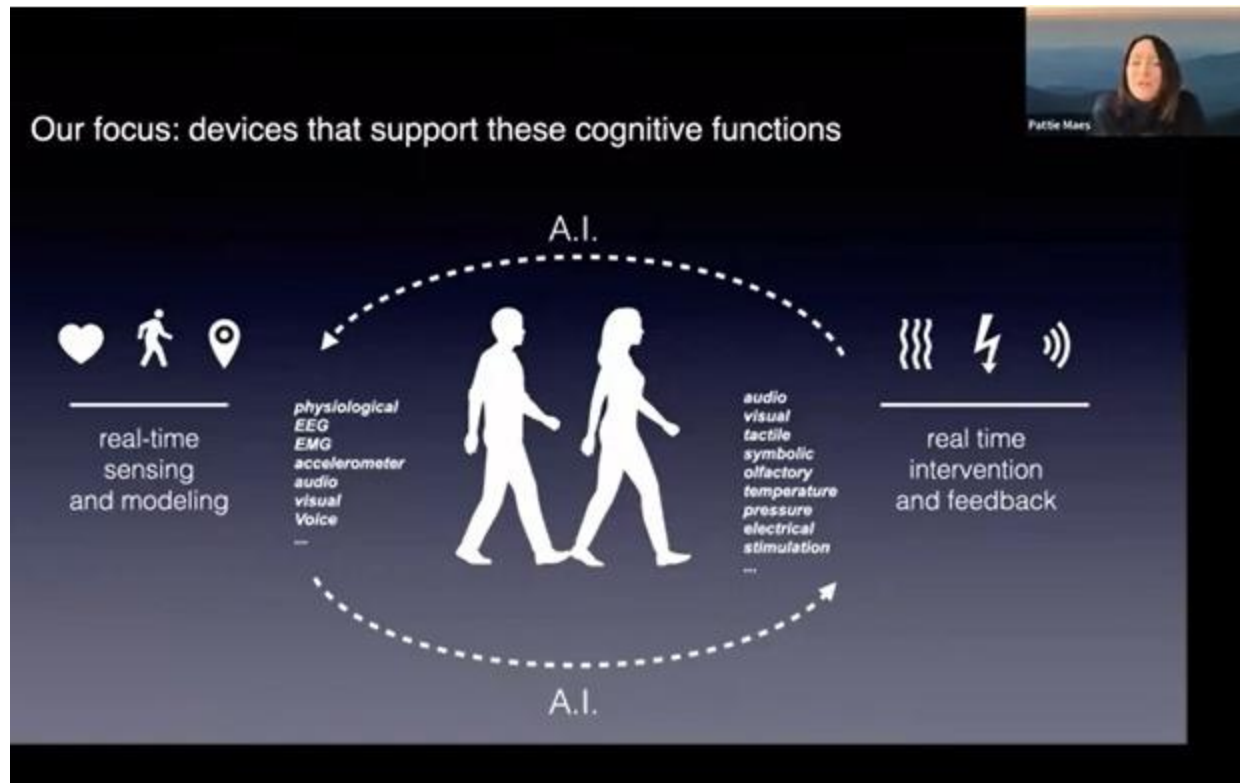 Our focus: devices that support these cognitive functions
Pattie Maes
A.I.
real-time
sensing
and modeling
physiological
EEG
EMG
accelerometer
audio
visual
Voice
...
audio
visual
tactile
symbolic
olfactory
temperature
pressure
electrical
stimulation
...
real time
intervention
and feedback
A.I.